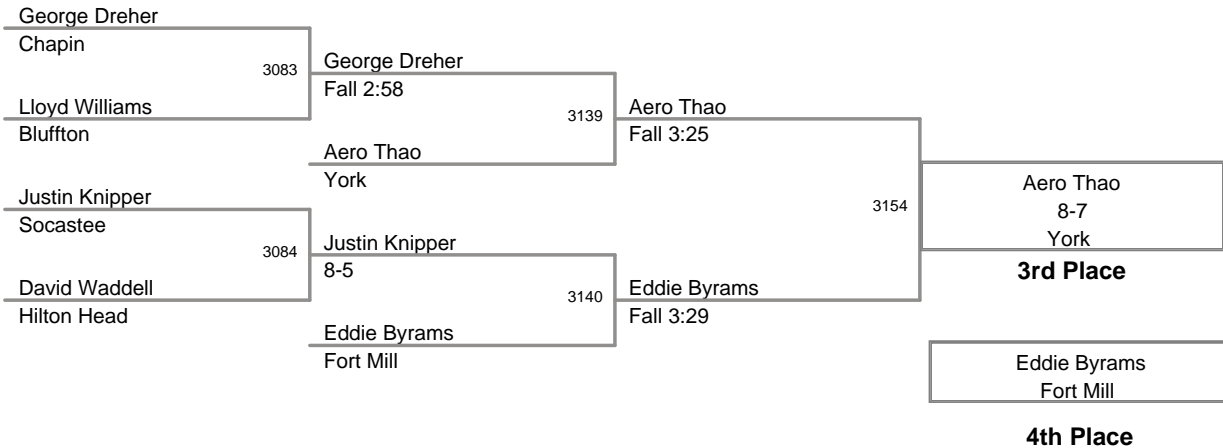 George Dreher
Chapin
3083
George Dreher
Fall 2:58
Lloyd Williams
Bluffton
3139
Aero Thao
Fall 3:25
Aero Thao
York
Justin Knipper
Socastee
3154
Aero Thao
8-7
York
3rd Place
3084
Justin Knipper
8-5
David Waddell
Hilton Head
3140
Eddie Byrams
Fall 3:29
Eddie Byrams
Fort Mill
Eddie Byrams
Fort Mill
4th Place